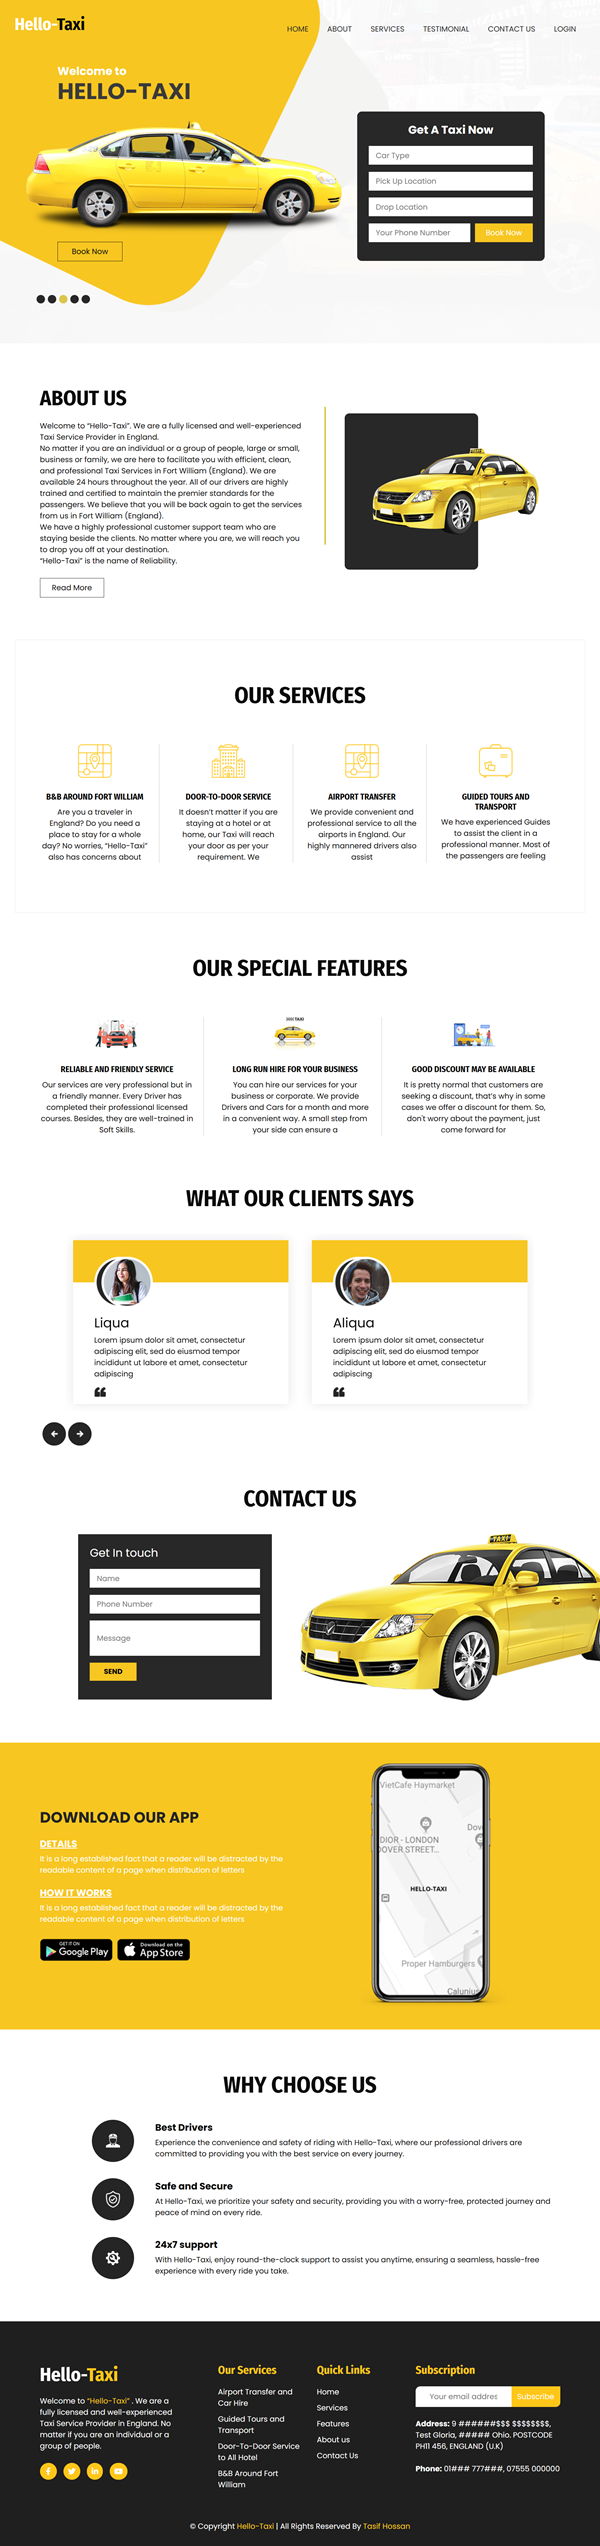 Hello-Taxi
HOME ABOUT SERVICES TESTIMONIAL CONTACT US LOGIN
Welcome to
HELLO-TAXI
Book Now
Get A Taxi Now
Car Type
Pick Up Location
Drop Location
Your Phone Number Book Now
ABOUT US
Welcome to “Hello-Taxi”. We are a fully licensed and well-experienced
Taxi Service Provider in England.
No matter if you are an individual or a group of people, large or small,
business or family, we are here to facilitate you with efficient, clean,
and professional Taxi Services in Fort William (England). We are
available 24 hours throughout the year. All of our drivers are highly
trained and certified to maintain the premier standards for the
passengers. We believe that you will be back again to get the services
from us in Fort William (England).
We have a highly professional customer support team who are
staying beside the clients. No matter where you are, we will reach you
to drop you off at your destination.
“Hello-Taxi” is the name of Reliability.
Read More
OUR SERVICES
B&B AROUND FORT WILLIAM
Are you a traveler in
England? Do you need a
place to stay for a whole
day? No worries, “Hello-Taxi”
also has concerns about
DOOR-TO-DOOR SERVICE
It doesn’t matter if you are
staying at a hotel or at
home, our Taxi will reach
your door as per your
requirement. We
AIRPORT TRANSFER
We provide convenient and
professional service to all the
airports in England. Our
highly mannered drivers also
assist
GUIDED TOURS AND
TRANSPORT
We have experienced Guides
to assist the client in a
professional manner. Most of
the passengers are feeling
OUR SPECIAL FEATURES
RELIABLE AND FRIENDLY SERVICE
Our services are very professional but in
a friendly manner. Every Driver has
completed their professional licensed
courses. Besides, they are well-trained in
Soft Skills.
TAXI
LONG RUN HIRE FOR YOUR BUSINESS
You can hire our services for your
business or corporate. We provide
Drivers and Cars for a month and more
in a convenient way. A small step from
your side can ensure a
GOOD DISCOUNT MAY BE AVAILABLE
It is pretty normal that customers are
seeking a discount, that’s why in some
cases we offer a discount for them. So,
don't worry about the payment, just
come forward for
WHAT OUR CLIENTS SAYS
Liqua
Lorem ipsum dolor sit amet, consectetur
adipiscing elit, sed do eiusmod tempor
incididunt ut labore et amet, consectetur
adipiscing
Aliqua
Lorem ipsum dolor sit amet, consectetur
adipiscing elit, sed do eiusmod tempor
incididunt ut labore et amet, consectetur
adipiscing
CONTACT US
Get In touch
Name
Phone Number
Message
SEND
TAXI
DOWNLOAD OUR APP
DETAILS
It is a long established fact that a reader will be distracted by the
readable content of a page when distribution of letters
HOW IT WORKS
It is a long established fact that a reader will be distracted by the
readable content of a page when distribution of letters
GET IT ON
Google Play
Download on the
App Store
VietCafe Haymarket
Dov
DIOR - LONDON
DOVER STREET...
HELLO-TAXI
Proper Hamburgers
Calunius
WHY CHOOSE US
Best Drivers
Experience the convenience and safety of riding with Hello-Taxi, where our professional drivers are
committed to providing you with the best service on every journey.
Safe and Secure
At Hello-Taxi, we prioritize your safety and security, providing you with a worry-free, protected journey and
peace of mind on every ride.
24x7 support
With Hello-Taxi, enjoy round-the-clock support to assist you anytime, ensuring a seamless, hassle-free
experience with every ride you take.
Hello-Taxi
Welcome to “Hello-Taxi” . We are a
fully licensed and well-experienced
Taxi Service Provider in England. No
matter if you are an individual or a
group of people.
Our Services
Airport Transfer and
Car Hire
Guided Tours and
Transport
Door-To-Door Service
to All Hotel
B&B Around Fort
William
Quick Links
Home
Services
Features
About us
Contact Us
Subscription
Your email addres Subscribe
Address: 9 ######$$$ $$$$$$$$,
Test Gloria, ##### Ohio. POSTCODE
PH11 456, ENGLAND (U.K)
Phone: 01### 777###, 07555 000000
© Copyright Hello-Taxi | All Rights Reserved By Tasif Hossan